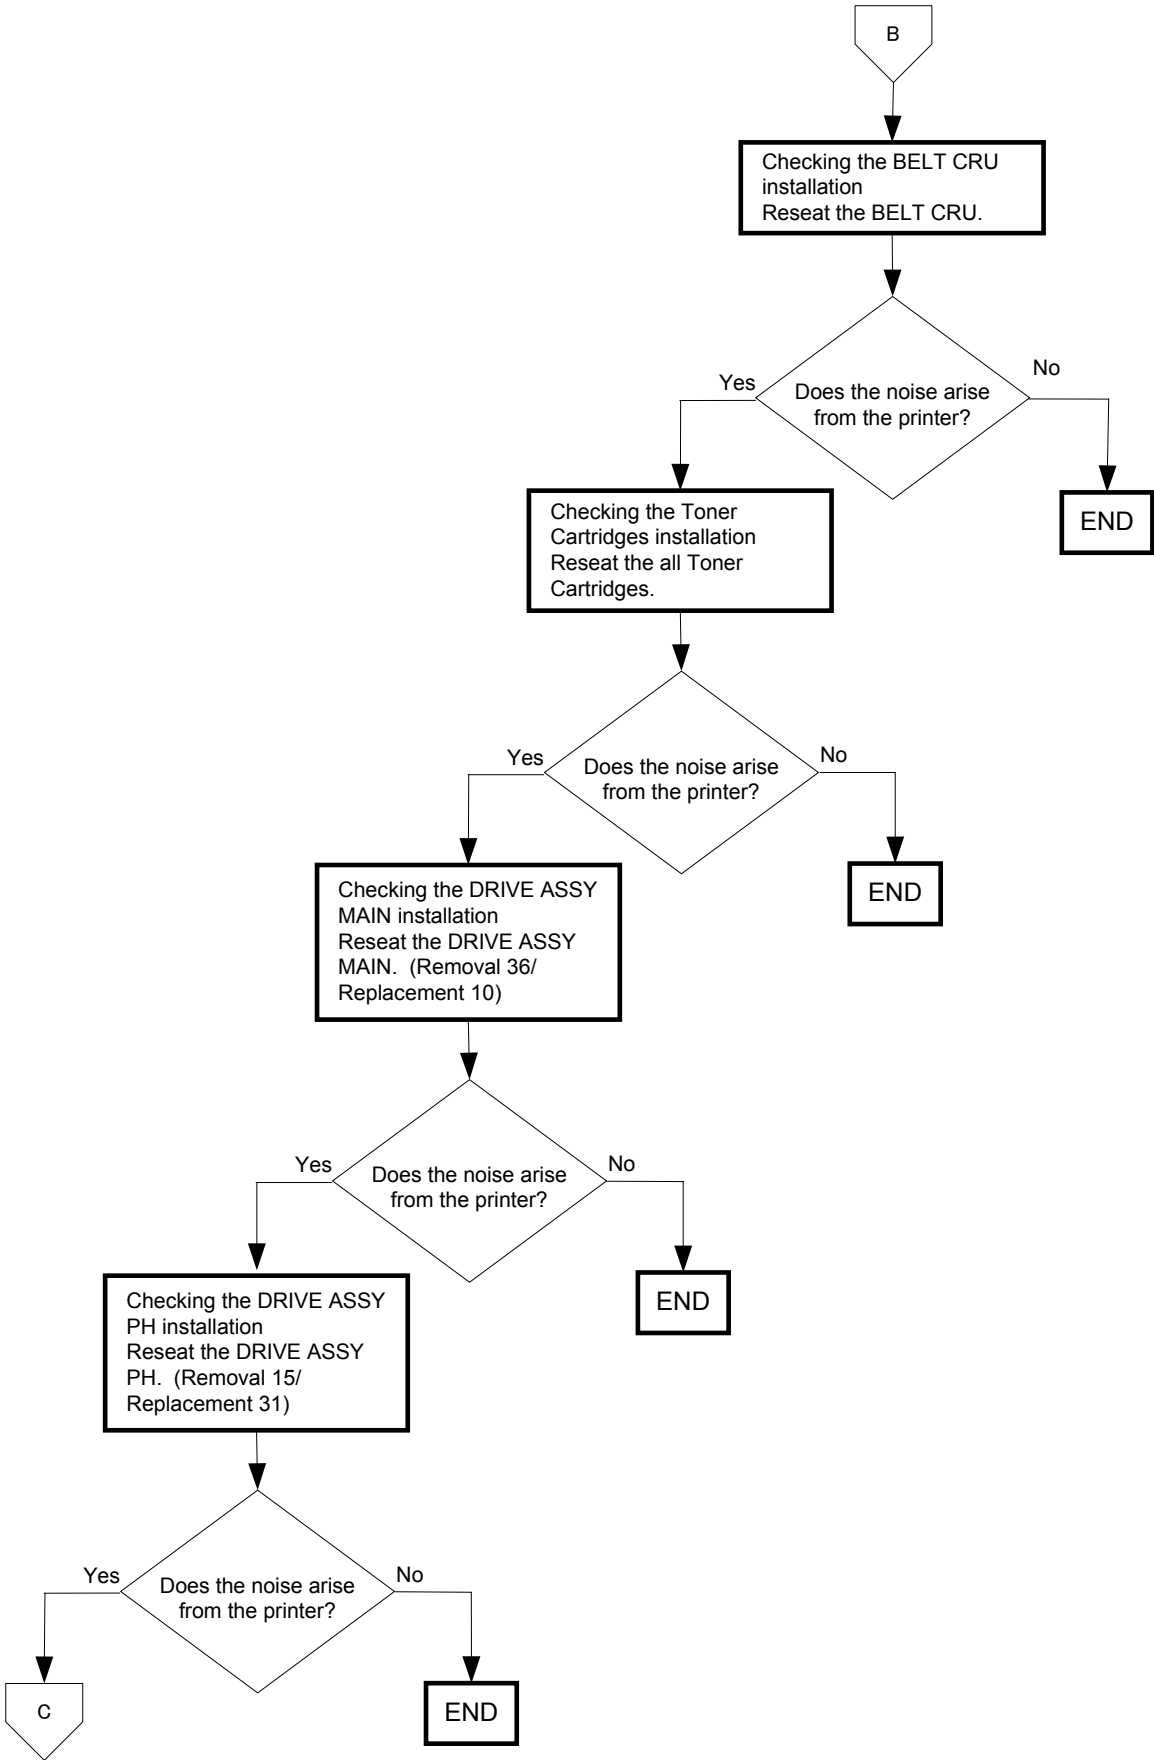 B
Checking the BELT CRU
installation
Reseat the BELT CRU.
Yes
No
Does the noise arise
from the printer?
END
Checking the Toner
Cartridges installation
Reseat the all Toner
Cartridges.
Yes
No
Does the noise arise
from the printer?
END
Checking the DRIVE ASSY
MAIN installation
Reseat the DRIVE ASSY
MAIN.  (Removal 36/
Replacement 10)
Yes
No
Does the noise arise
from the printer?
END
Checking the DRIVE ASSY
PH installation
Reseat the DRIVE ASSY
PH.  (Removal 15/
Replacement 31)
Yes
No
Does the noise arise
from the printer?
C
END